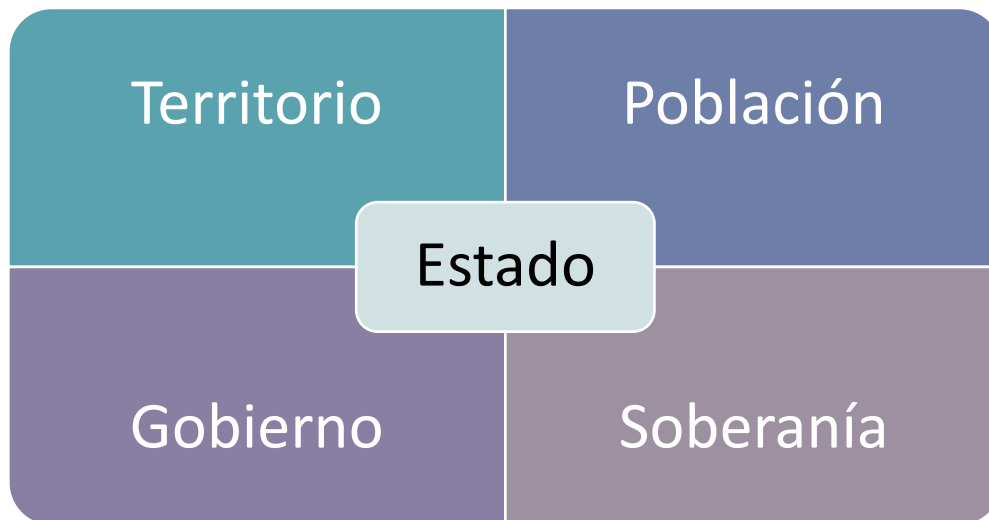 Territorio
Población
Estado
Gobierno
Soberanía